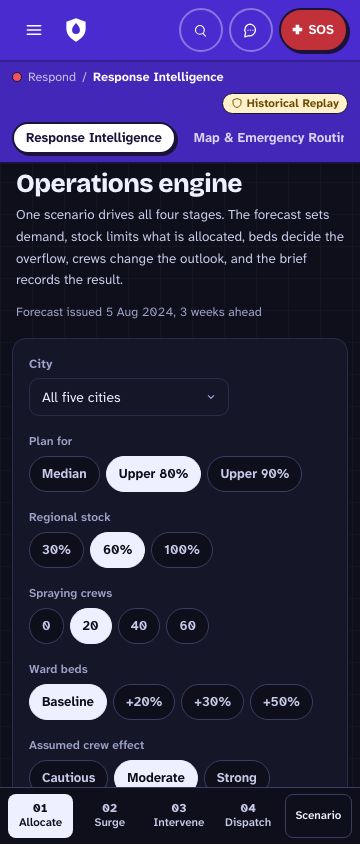 SOS
Respond / Response Intelligence
Historical Replay
Response Intelligence Map & Emergency Routin
Operations engine
One scenario drives all four stages. The forecast sets
demand, stock limits what is allocated, beds decide the
overflow, crews change the outlook, and the brief
records the result.
Forecast issued 5 Aug 2024, 3 weeks ahead
City
All five cities
Plan for
Median Upper 80% Upper 90%
Regional stock
30% 60% 100%
Spraying crews
0 20 40 60
Ward beds
Baseline +20% +30% +50%
Assumed crew effect
Cautious Moderate Strong
01 02 03 04
Allocate Surge Intervene Dispatch Scenario